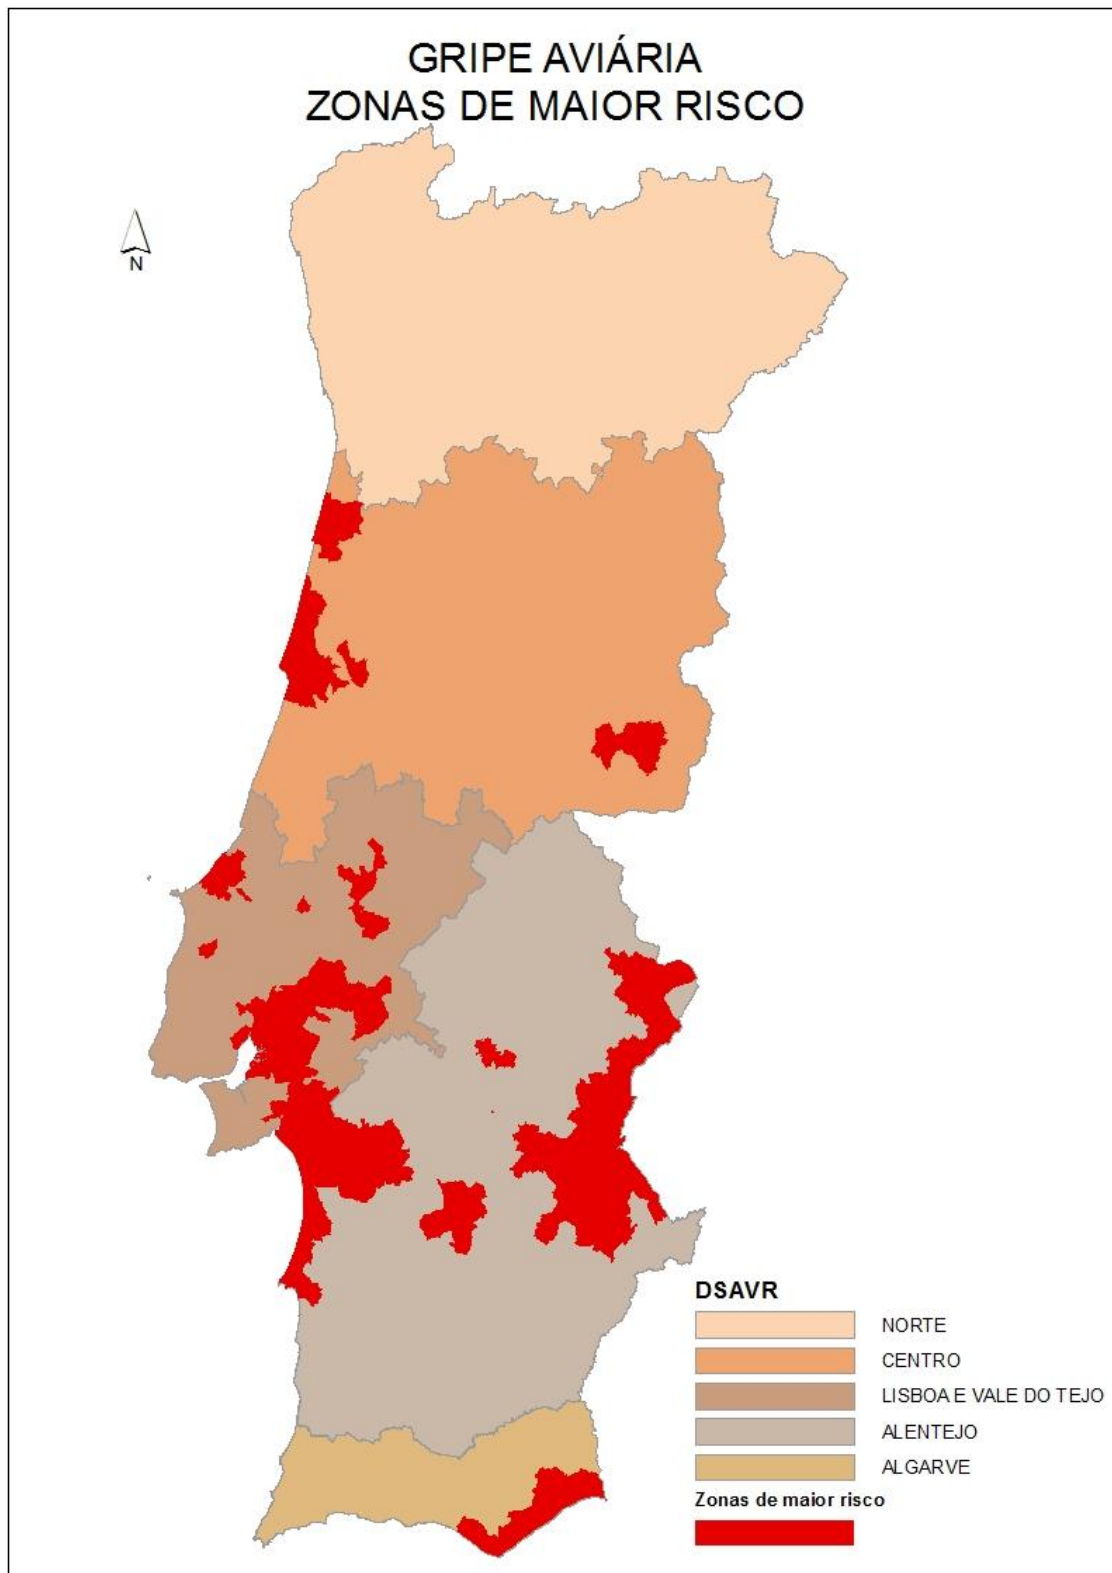 GRIPE AVIÁRIA
ZONAS DE MAIOR RISCO
N
DSAVR
NORTE
CENTRO
LISBOA E VALE DO TEJO
ALENTEJO
ALGARVE
Zonas de maior risco